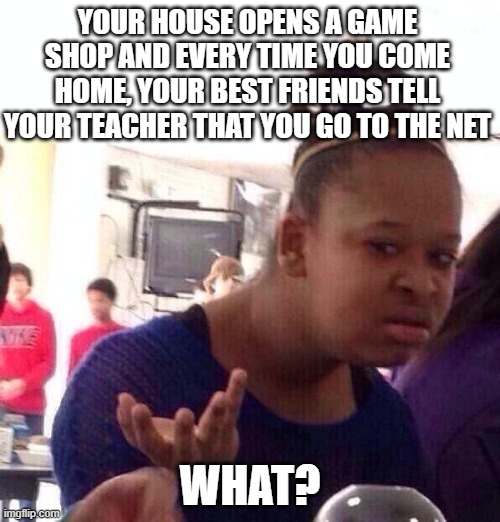 YOUR HOUSE OPENS A GAME
SHOP AND EVERY TIME YOU COME
HOME, YOUR BEST FRIENDS TELL
YOUR TEACHER THAT YOU GO TO THE NET
WHAT?
imgflip.com